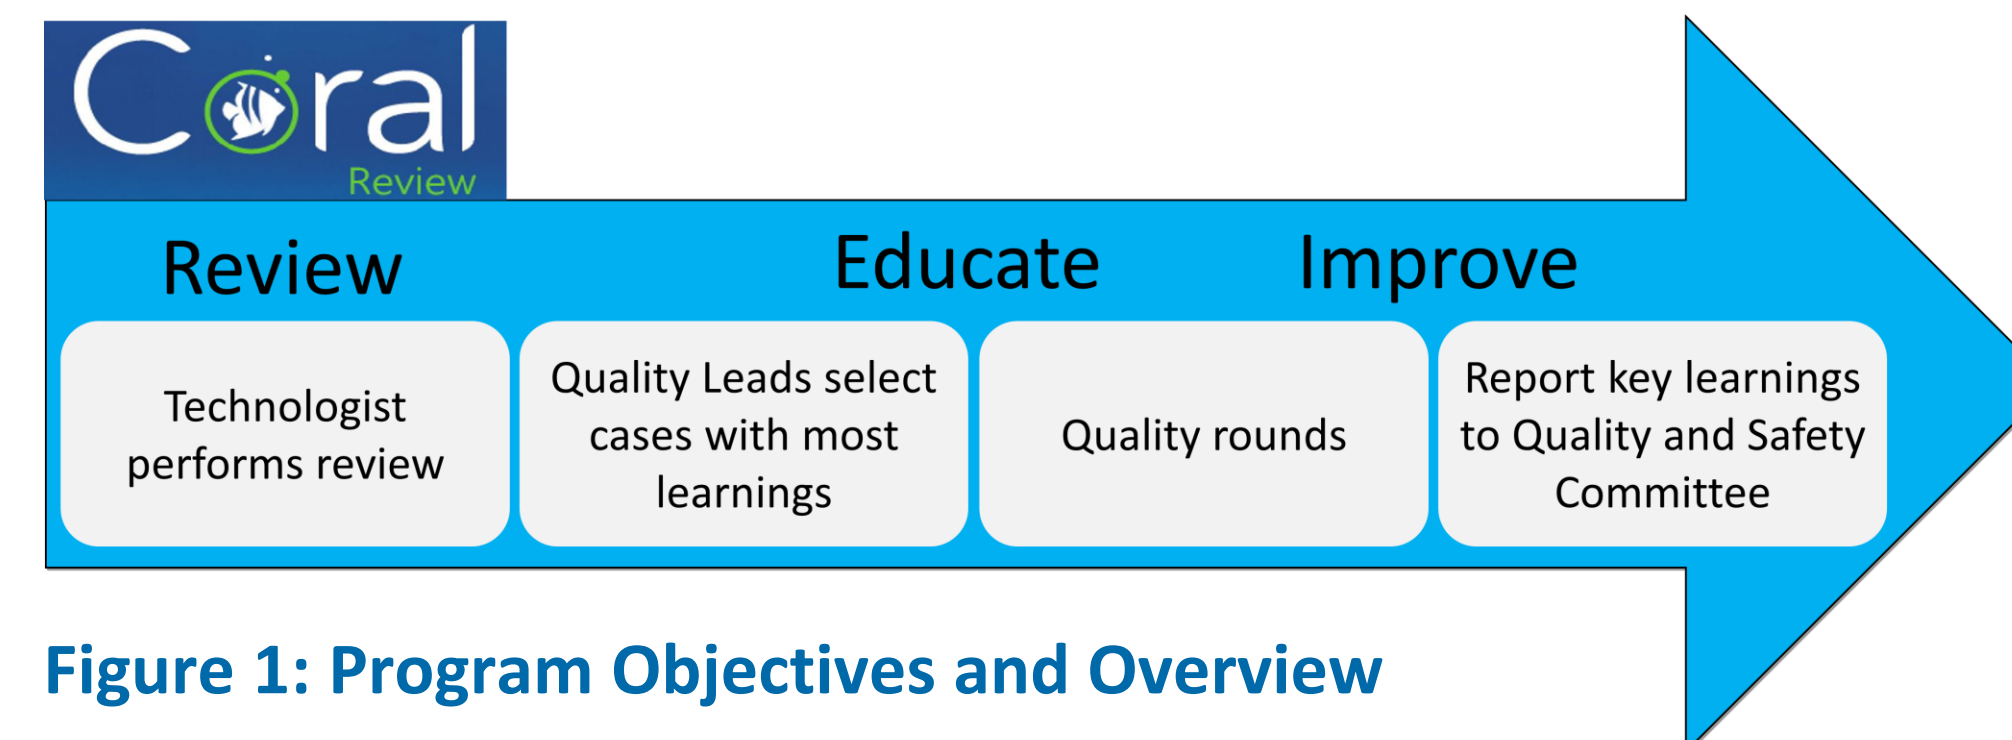 Coral
Review
Review
Educate
Improve
Technologist
performs review
Quality Leads select
cases with most
learnings
Quality rounds
Report key learnings
to Quality and Safety
Committee
Figure 1: Program Objectives and Overview